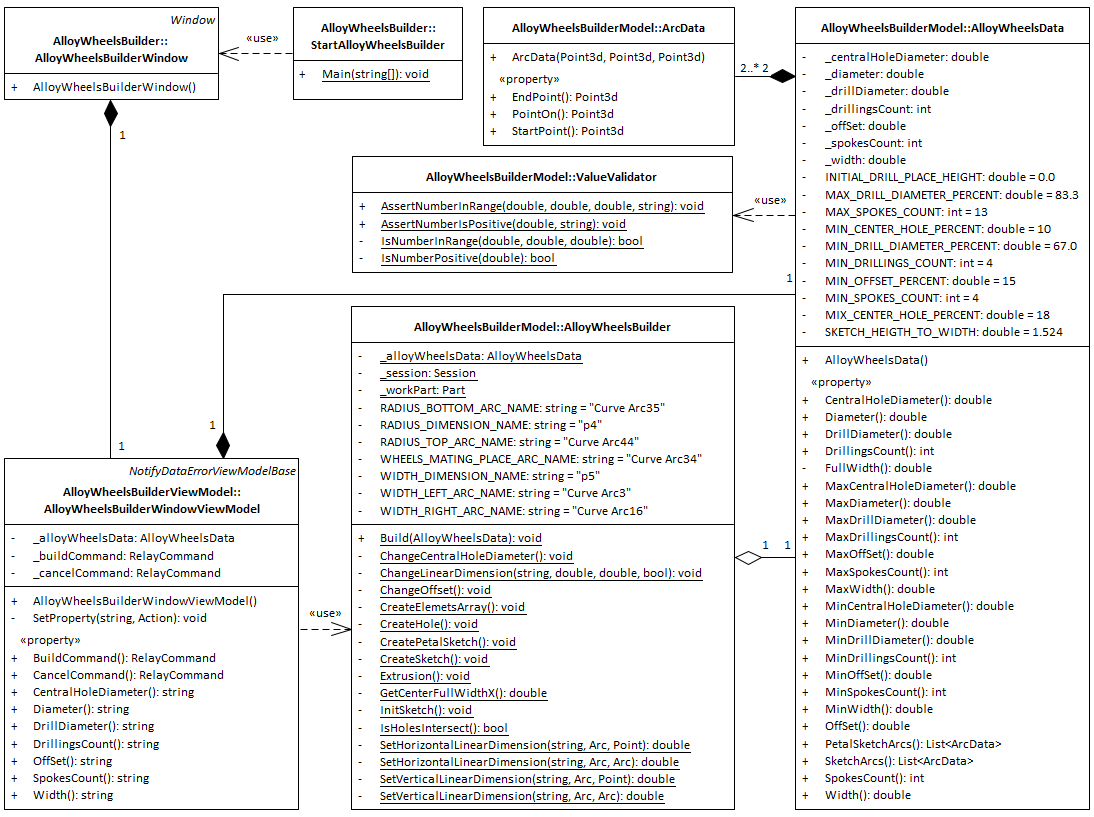 Window
AlloyWheelsBuilder::
AlloyWheelsBuilderWindow
+ AlloyWheelsBuilderWindow()
«use»
AlloyWheelsBuilder::
StartAlloyWheelsBuilder
+ Main(string[]): void
AlloyWheelsBuilderModel::ArcData
+ ArcData(Point3d, Point3d, Point3d)
«property»
+ EndPoint(): Point3d
+ PointOn(): Point3d
+ StartPoint(): Point3d
2..* 2
AlloyWheelsBuilderModel::AlloyWheelsData
- _centralHoleDiameter: double
- _diameter: double
- _drillDiameter: double
- _drillingsCount: int
- _offSet: double
- _spokesCount: int
- _width: double
- INITIAL_DRILL_PLACE_HEIGHT: double = 0.0
- MAX_DRILL_DIAMETER_PERCENT: double = 83.3
- MAX_SPOKES_COUNT: int = 13
- MIN_CENTER_HOLE_PERCENT: double = 10
- MIN_DRILL_DIAMETER_PERCENT: double = 67.0
- MIN_DRILLINGS_COUNT: int = 4
- MIN_OFFSET_PERCENT: double = 15
- MIN_SPOKES_COUNT: int = 4
- MIX_CENTER_HOLE_PERCENT: double = 18
- SKETCH_HEIGTH_TO_WIDTH: double = 1.524
+ AlloyWheelsData()
«property»
+ CentralHoleDiameter(): double
+ Diameter(): double
+ DrillDiameter(): double
+ DrillingsCount(): int
- FullWidth(): double
+ MaxCentralHoleDiameter(): double
+ MaxDiameter(): double
+ MaxDrillDiameter(): double
+ MaxDrillingsCount(): int
+ MaxOffSet(): double
+ MaxSpokesCount(): int
+ MaxWidth(): double
+ MinCentralHoleDiameter(): double
+ MinDiameter(): double
+ MinDrillDiameter(): double
+ MinDrillingsCount(): int
+ MinOffSet(): double
+ MinSpokesCount(): int
+ MinWidth(): double
+ OffSet(): double
+ PetalSketchArcs(): List<ArcData>
+ SketchArcs(): List<ArcData>
+ SpokesCount(): int
+ Width(): double
1
AlloyWheelsBuilderModel::ValueValidator
+ AssertNumberInRange(double, double, double, string): void
+ AssertNumberIsPositive(double, string): void
- IsNumberInRange(double, double, double): bool
- IsNumberPositive(double): bool
«use»
1
AlloyWheelsBuilderModel::AlloyWheelsBuilder
- _alloyWheelsData: AlloyWheelsData
- _session: Session
- _workPart: Part
- RADIUS_BOTTOM_ARC_NAME: string = "Curve Arc35"
- RADIUS_DIMENSION_NAME: string = "p4"
- RADIUS_TOP_ARC_NAME: string = "Curve Arc44"
- WHEELS_MATING_PLACE_ARC_NAME: string = "Curve Arc34"
- WIDTH_DIMENSION_NAME: string = "p5"
- WIDTH_LEFT_ARC_NAME: string = "Curve Arc3"
- WIDTH_RIGHT_ARC_NAME: string = "Curve Arc16"
+ Build(AlloyWheelsData): void
- ChangeCentralHoleDiameter(): void
- ChangeLinearDimension(string, double, double, bool): void
- ChangeOffset(): void
- CreateElemetsArray(): void
- CreateHole(): void
- CreatePetalSketch(): void
- CreateSketch(): void
- Extrusion(): void
- GetCenterFullWidthX(): double
- InitSketch(): void
- IsHolesIntersect(): bool
- SetHorizontalLinearDimension(string, Arc, Point): double
- SetHorizontalLinearDimension(string, Arc, Arc): double
- SetVerticalLinearDimension(string, Arc, Point): double
- SetVerticalLinearDimension(string, Arc, Arc): double
1 1
1
1
NotifyDataErrorViewModelBase
AlloyWheelsBuilderViewModel::
AlloyWheelsBuilderWindowViewModel
- _alloyWheelsData: AlloyWheelsData
- _buildCommand: RelayCommand
- _cancelCommand: RelayCommand
+ AlloyWheelsBuilderWindowViewModel()
- SetProperty(string, Action): void
«property»
+ BuildCommand(): RelayCommand
+ CancelCommand(): RelayCommand
+ CentralHoleDiameter(): string
+ Diameter(): string
+ DrillDiameter(): string
+ DrillingsCount(): string
+ OffSet(): string
+ SpokesCount(): string
+ Width(): string
«use»